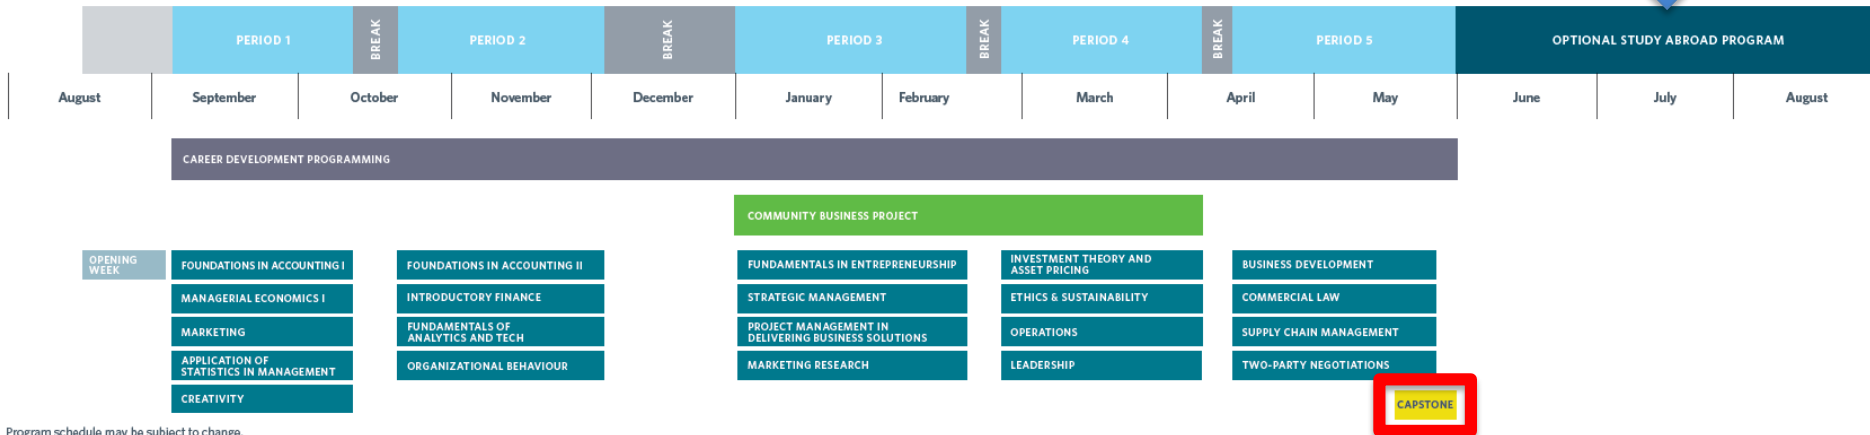 PERIOD 1
BREAK
PERIOD 2
BREAK
PERIOD 3
BREAK
PERIOD 4
BREAK
PERIOD 5
OPTIONAL STUDY ABROAD PROGRAM
August
September
October
November
December
January
February
March
April
May
June
July
August
CAREER DEVELOPMENT PROGRAMMING
COMMUNITY BUSINESS PROJECT
OPENING
WEEK
FOUNDATIONS IN ACCOUNTING I
MANAGERIAL ECONOMICS I
MARKETING
APPLICATION OF
STATISTICS IN MANAGEMENT
CREATIVITY
FOUNDATIONS IN ACCOUNTING II
INTRODUCTORY FINANCE
FUNDAMENTALS OF
ANALYTICS AND TECH
ORGANIZATIONAL BEHAVIOUR
FUNDAMENTALS IN ENTREPRENEURSHIP
STRATEGIC MANAGEMENT
PROJECT MANAGEMENT IN
DELIVERING BUSINESS SOLUTIONS
MARKETING RESEARCH
INVESTMENT THEORY AND
ASSET PRICING
ETHICS & SUSTAINABILITY
OPERATIONS
LEADERSHIP
BUSINESS DEVELOPMENT
COMMERCIAL LAW
SUPPLY CHAIN MANAGEMENT
TWO-PARTY NEGOTIATIONS
CAPSTONE
Program schedule may be subject to change.